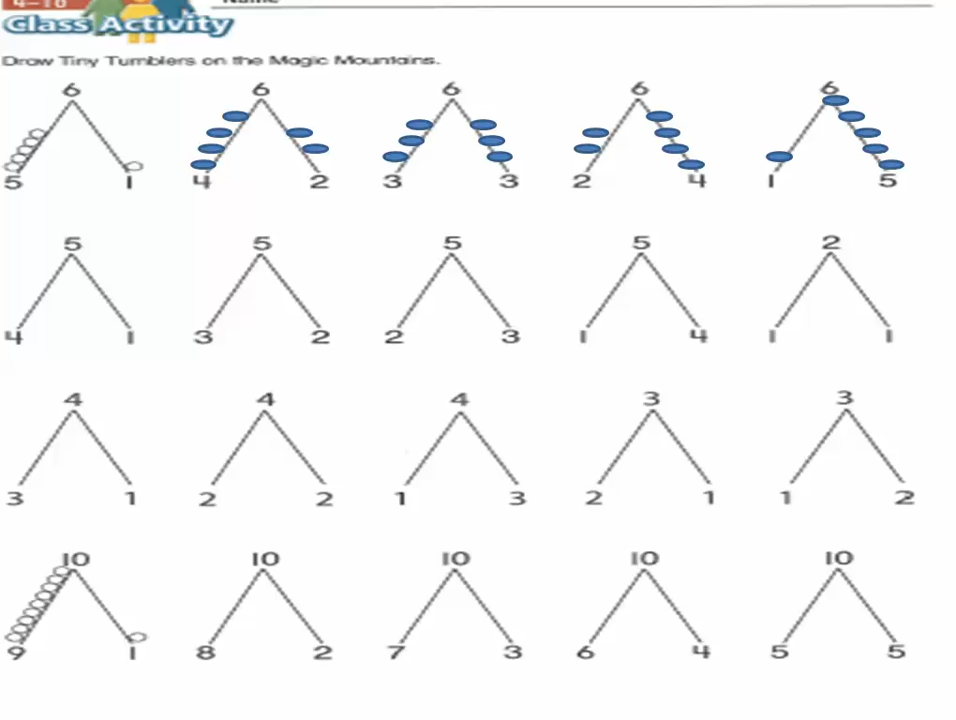 4-10
Name
Class Activity
Draw Tiny Tumblers on the Magic Mountains.
6 6 6 6 6
5 1 4 2 3 3 2 4 1 5
5 5 5 5 2
4 1 3 2 2 3 1 4 1 1
4 4 4 3 3
3 1 2 2 1 3 2 1 1 2
10 10 10 10 10
9 1 8 2 7 3 6 4 5 5